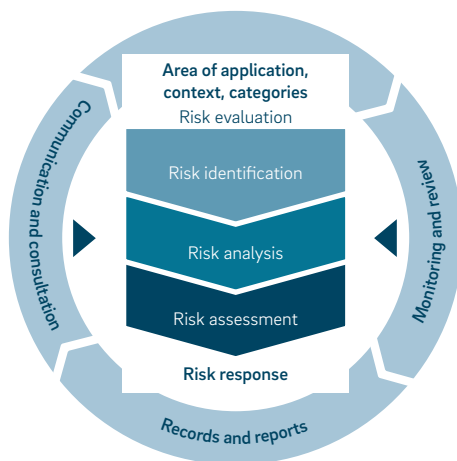 Area of application,
context, categories
Risk evaluation
Risk identification
Risk analysis
Risk assessment
Risk response
Communication and consultation
Monitoring and review
Records and reports